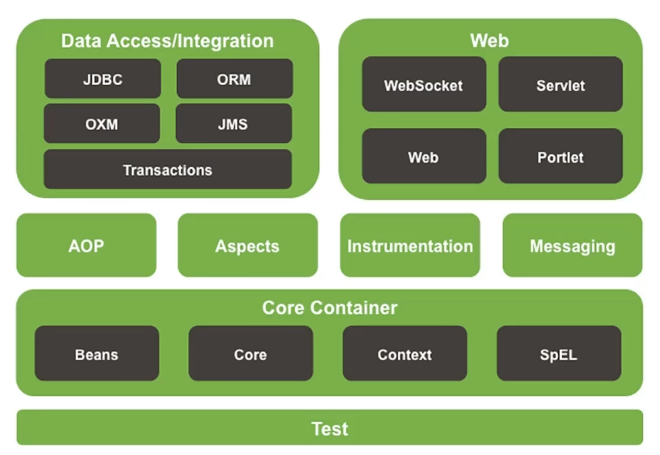 Data Access/Integration
JDBC
ORM
OXM
JMS
Transactions
Web
WebSocket
Servlet
Web
Portlet
AOP
Aspects
Instrumentation
Messaging
Core Container
Beans
Core
Context
SpEL
Test